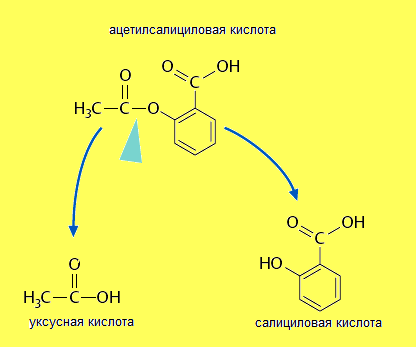 ацетилсалициловая кислота
O
OH
C
O
H₃C—C—O
O
OH
C
HO
O
H₃C—C—OH
уксусная кислота
салициловая кислота